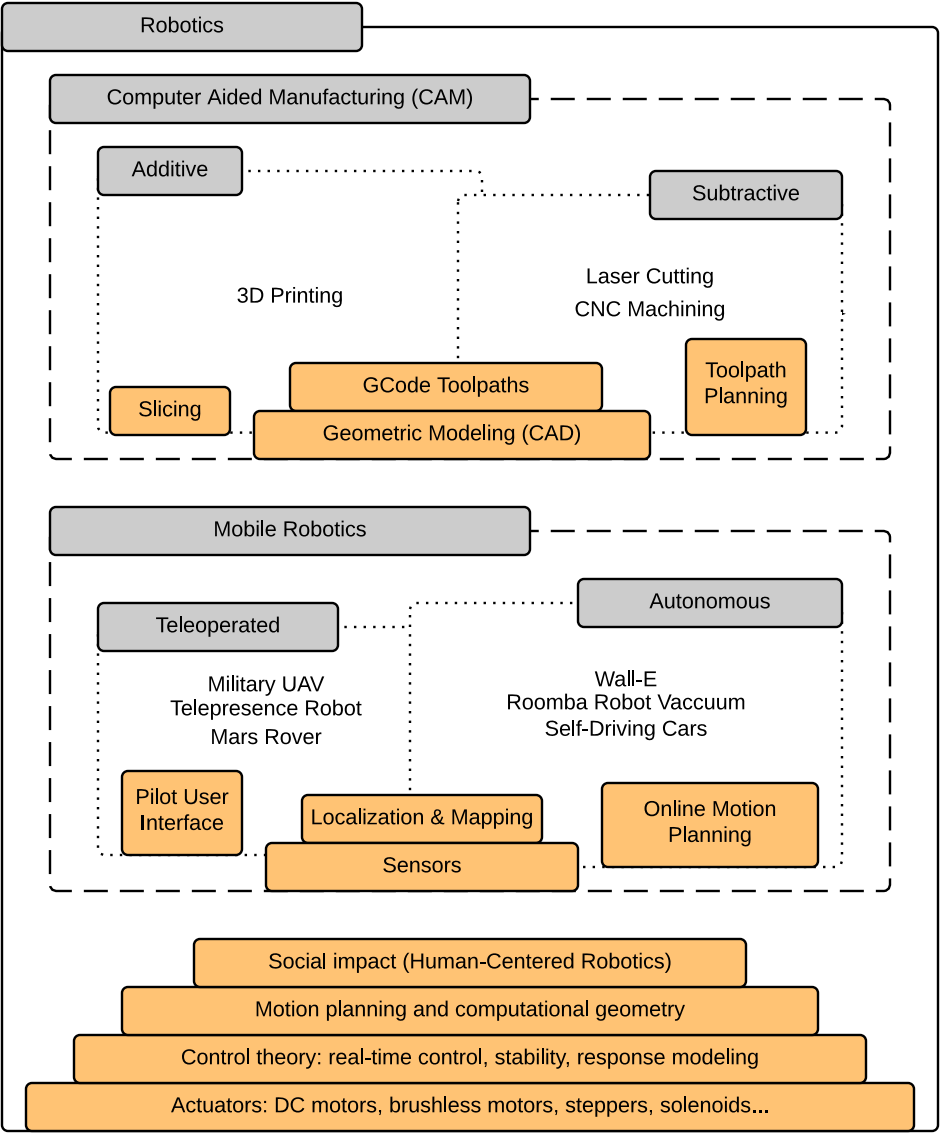 Robotics
Computer Aided Manufacturing (CAM)
Additive
Subtractive
3D Printing
Laser Cutting
CNC Machining
Slicing
GCode Toolpaths
Geometric Modeling (CAD)
Toolpath
Planning
Mobile Robotics
Teleoperated
Autonomous
Military UAV
Telepresence Robot
Mars Rover
Wall-E
Roomba Robot Vaccuum
Self-Driving Cars
Pilot User
Interface
Localization & Mapping
Sensors
Online Motion
Planning
Social impact (Human-Centered Robotics)
Motion planning and computational geometry
Control theory: real-time control, stability, response modeling
Actuators: DC motors, brushless motors, steppers, solenoids...